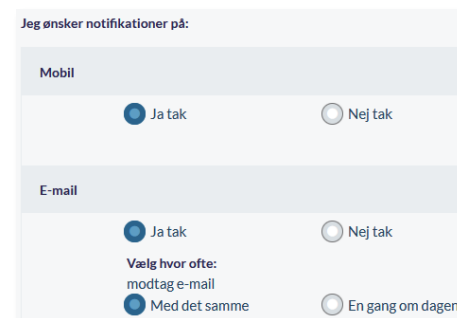 Jeg ønsker notifikationer på:
Mobil
Ja tak Nej tak
E-mail
Ja tak Nej tak
Vælg hvor ofte:
modtag e-mail
Med det samme En gang om dagen